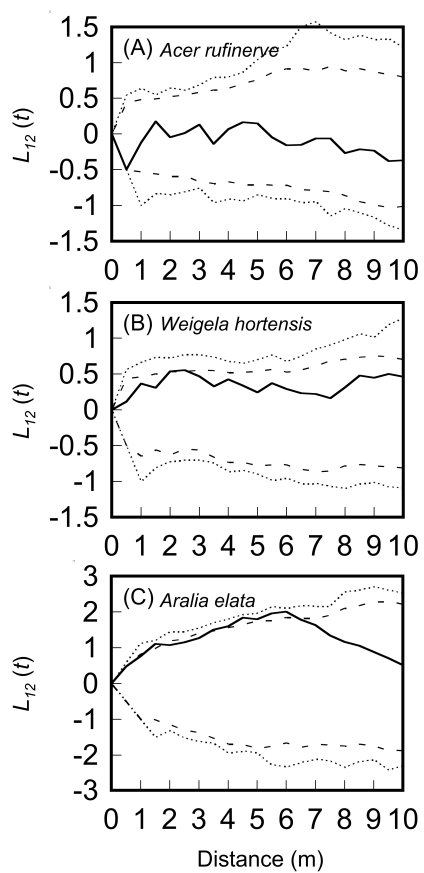 1.5
(A) Acer rufinerve
1
0.5
0
-0.5
-1
-1.5
L12 (t)
0 1 2 3 4 5 6 7 8 9 10
1.5
(B) Weigela hortensis
1
0.5
0
-0.5
-1
-1.5
L12 (t)
0 1 2 3 4 5 6 7 8 9 10
3
(C) Aralia elata
2
1
0
-1
-2
-3
L12 (t)
0 1 2 3 4 5 6 7 8 9 10
Distance (m)